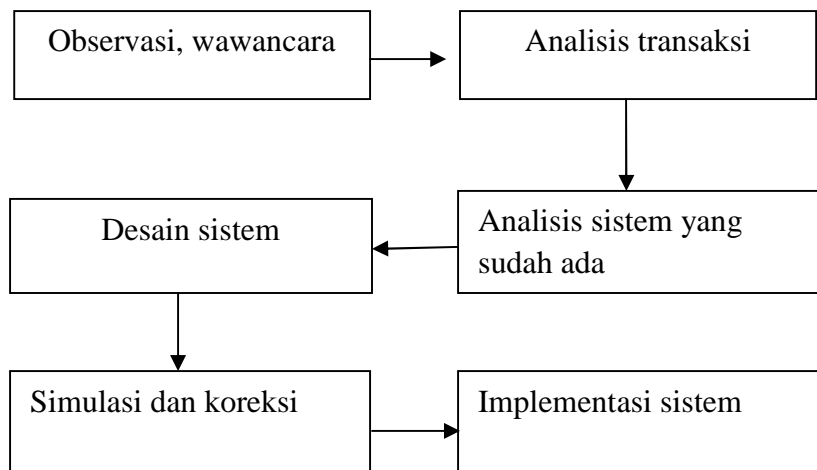 Observasi, wawancara
Analisis transaksi
Analisis sistem yang
sudah ada
Desain sistem
Simulasi dan koreksi
Implementasi sistem